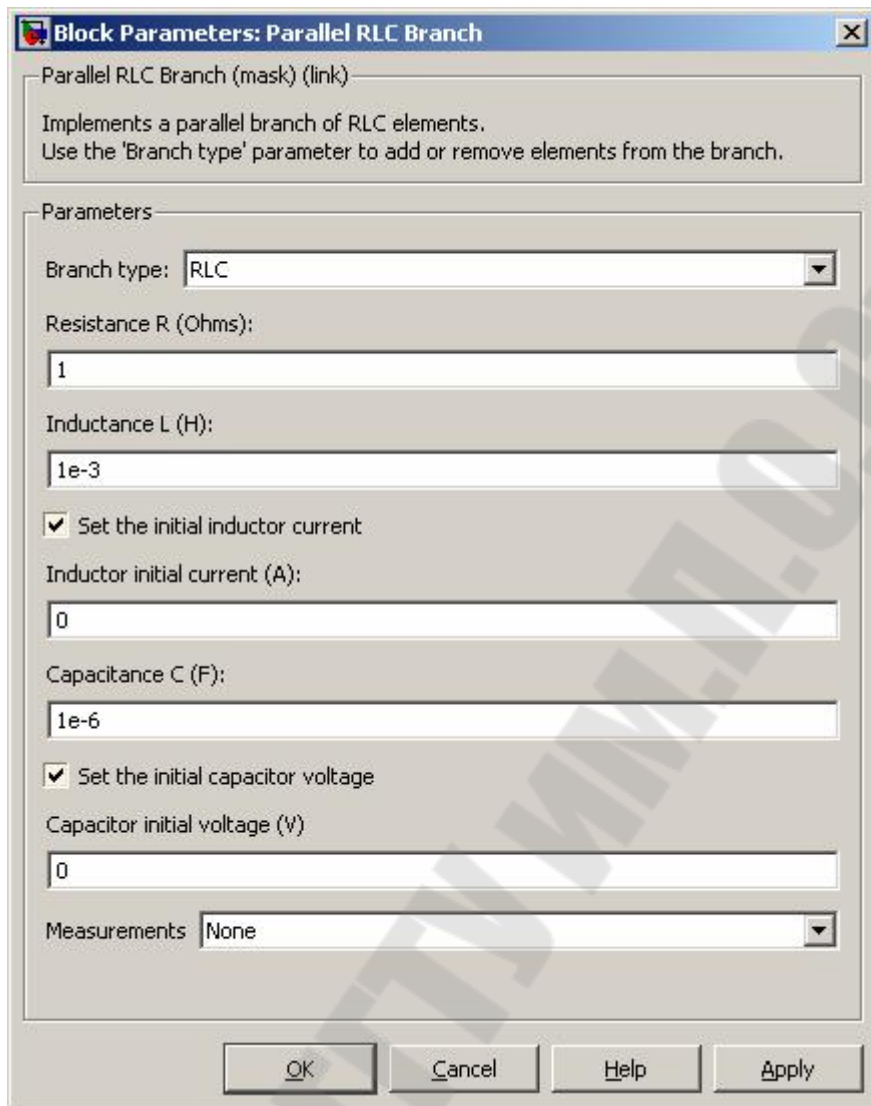 Block Parameters: Parallel RLC Branch
Parallel RLC Branch (mask) (link)
Implements a parallel branch of RLC elements.
Use the 'Branch type' parameter to add or remove elements from the branch.
Parameters
Branch type: RLC
Resistance R (Ohms):
1
Inductance L (H):
1e-3
Set the initial inductor current
Inductor initial current (A):
0
Capacitance C (F):
1e-6
Set the initial capacitor voltage
Capacitor initial voltage (V)
0
Measurements None
OK Cancel Help Apply
ГТУ ИМ.П.О.